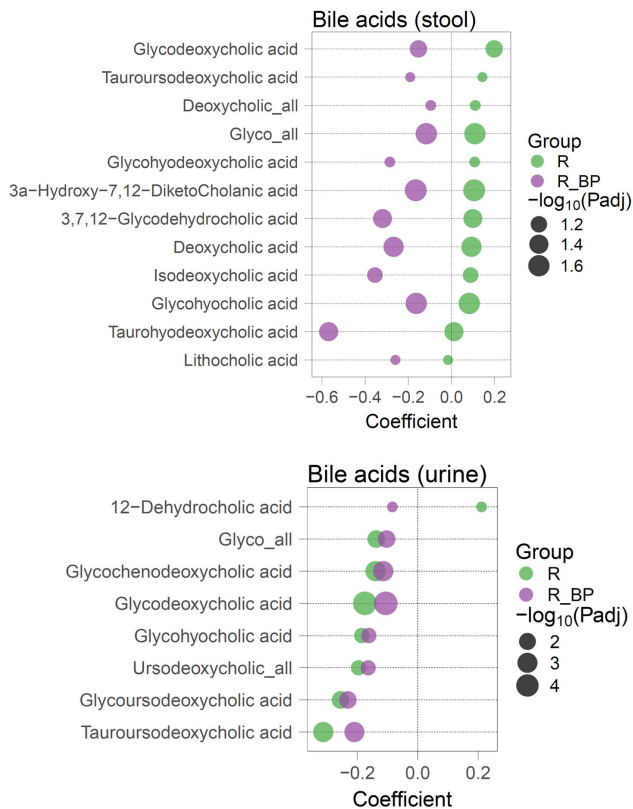 Bile acids (stool)
Glycodeoxycholic acid
Tauroursodeoxycholic acid
Deoxycholic_all
Glyco_all
Glycohyodeoxycholic acid
3a−Hydroxy−7,12−DiketoCholanic acid
3,7,12−Glycodehydrocholic acid
Deoxycholic acid
Isodeoxycholic acid
Glycohyocholic acid
Taurohyodeoxycholic acid
Lithocholic acid
−0.6 −0.4 −0.2 0.0 0.2
Coefficient
Group
R
R_BP
−log10(Padj)
1.2
1.4
1.6
Bile acids (urine)
12−Dehydrocholic acid
Glyco_all
Glycochenodeoxycholic acid
Glycodeoxycholic acid
Glycohyocholic acid
Ursodeoxycholic_all
Glycoursodeoxycholic acid
Tauroursodeoxycholic acid
−0.2 0.0 0.2
Coefficient
Group
R
R_BP
−log10(Padj)
2
3
4